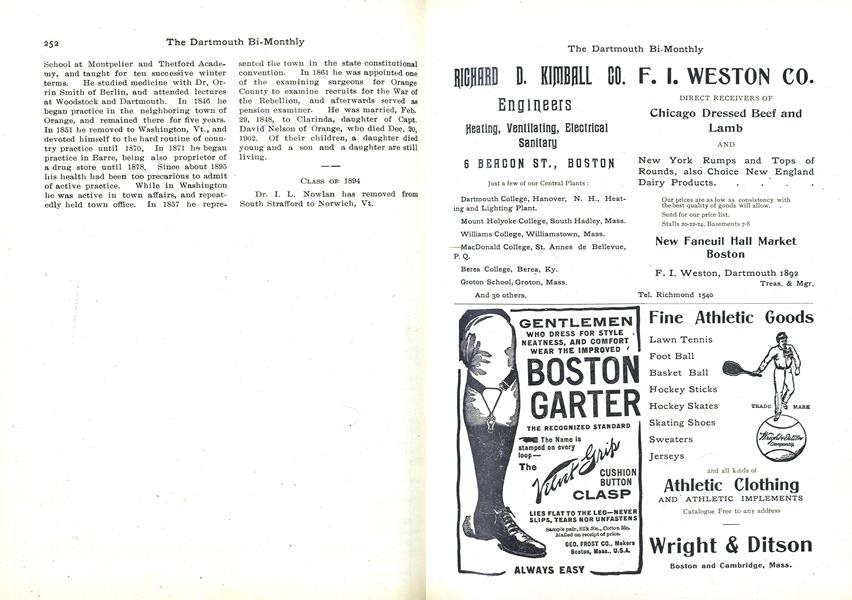 252
The Dartmouth Bi-Monthly
School at Montpelier and Thetford Acade-
my, and taught for ten successive winter
terms. He studied medicine with Dr. Or-
rin Smith of Berlin, and attended lectures
at Woodstock and Dartmouth. In 1846 he
began practice in the neighboring town of
Orange, and remained there for five years.
In 1851 he removed to Washington, Vt., and
devoted himself to the hard routine of coun-
try practice until 1870. In 1871 he began
practice in Barre, being also proprietor of
a drug store until 1878. Since about 1895
his health had been too precarious to admit
of active practice. While in Washington
he was active in town affairs, and repeat-
edly held town office. In 1857 he repre-
sented the town in the state constitutional
convention. In 1861 he was appointed one
of the examining surgeons for Orange
County to examine recruits for the War of
the Rebellion, and afterwards served as
pension examiner. He was married, Feb.
29, 1848, to Clarinda, daughter of Capt.
David Nelson of Orange, who died Dec. 20,
1902. Of their children, a daughter died
young and a son and a daughter are still
living.
CLASS OF 1894
Dr. I. L. Nowlan has removed from
South Strafford to Norwich, Vt.
The Dartmouth Bi-Monthly
RICHARD D. KIMBALL CO.
Engineers
Heating, Ventilating, Electrical
Sanitary
6 BEACON ST., BOSTON
Just a few of our Central Plants :
Dartmouth College, Hanover, N. H., Heat-
ing and Lighting Plant.
Mount Holyoke College, South Hadley, Mass.
Williams College, Williamstown, Mass.
MacDonald College, St. Annes de Bellevue,
P. Q.
Berea College, Berea, Ky.
Groton School, Groton, Mass.
And 30 others.
F. I. WESTON CO.
DIRECT RECEIVERS OF
Chicago Dressed Beef and
Lamb
AND
New York Rumps and Tops of
Rounds, also Choice New England
Dairy Products. . . . .
Our prices are as low as consistency with
the best quality of goods will allow. .
Send for our price list.
Stalls 20-22-24, Basements 7-8
New Faneuil Hall Market
Boston
F. I. Weston, Dartmouth 1892
Treas. & Mgr.
Tel. Richmond 1540
GENTLEMEN
WHO DRESS FOR STYLE
NEATNESS, AND COMFORT
WEAR THE IMPROVED
BOSTON
GARTER
THE RECOGNIZED STANDARD
The Name is
stamped on every
loop—
The
Velvet Grip
CUSHION
BUTTON
CLASP
LIES FLAT TO THE LEG—NEVER
SLIPS, TEARS NOR UNFASTENS
Sample pair, Silk 50c., Cotton 25c.
Mailed on receipt of price.
GEO. FROST CO., Makers
Boston, Mass., U.S.A.
ALWAYS EASY
Fine Athletic Goods
Lawn Tennis
Foot Ball
Basket Ball
Hockey Sticks
Hockey Skates
Skating Shoes
Sweaters
Jerseys
TRADE MARK
Wright & Ditson
and all kinds of
Athletic Clothing
AND ATHLETIC IMPLEMENTS
Catalogue Free to any address
Wright & Ditson
Boston and Cambridge, Mass.